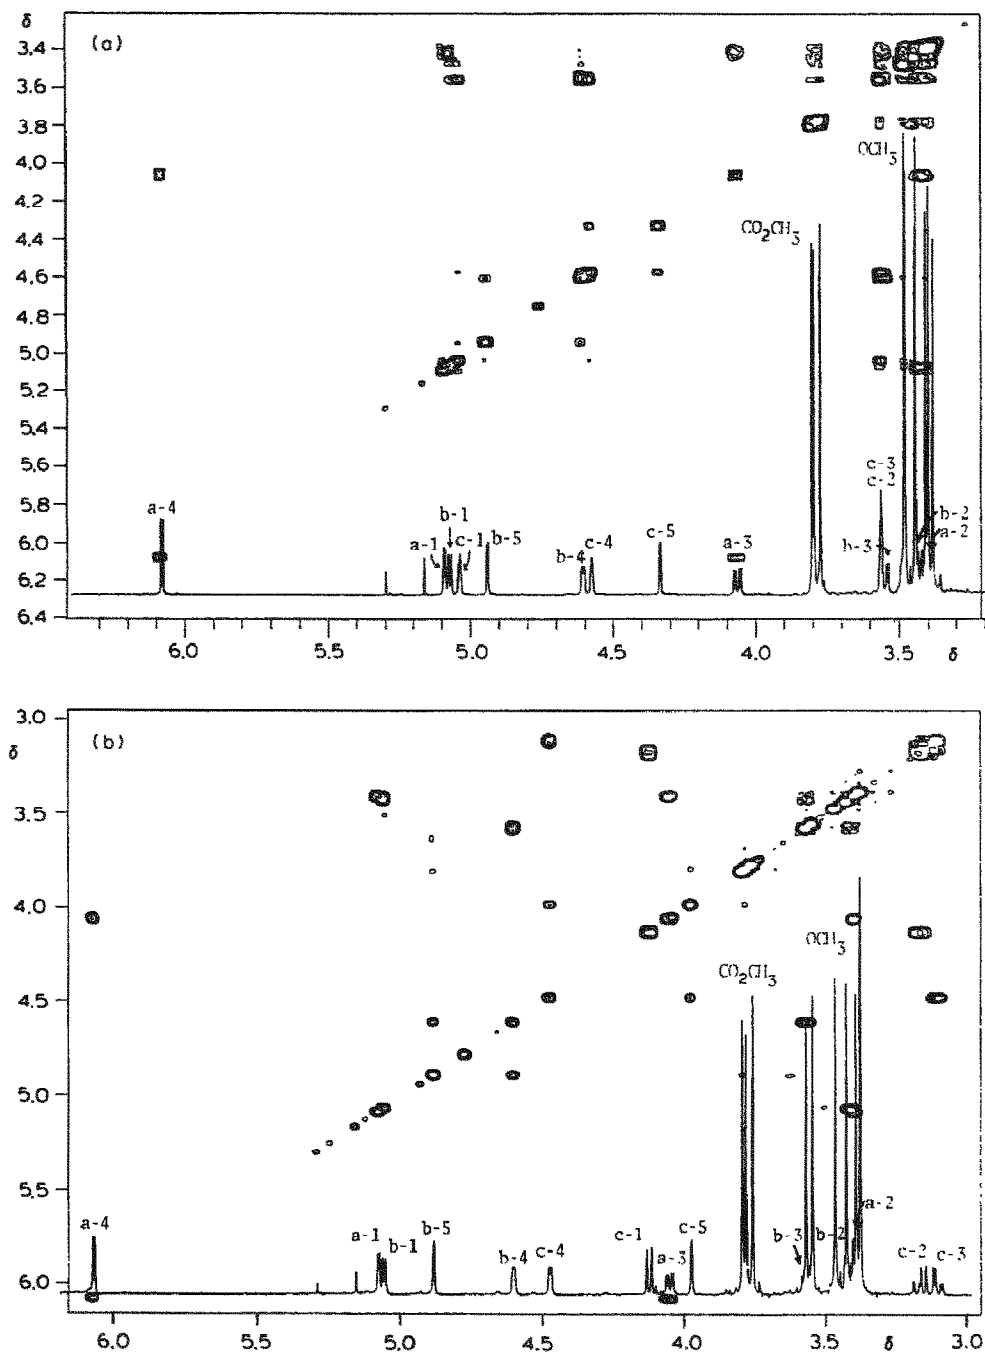 δ
(a)
3.4
3.6
3.8
4.0
4.2
4.4
4.6
4.8
5.0
5.2
5.4
5.6
5.8
6.0
6.2
6.4
OCH3
CO2CH3
a-4
a-1
b-1
c-1
b-5
b-4
c-4
c-5
a-3
c-3
c-2
b-3
b-2
a-2
6.0
5.5
5.0
4.5
4.0
3.5
δ
3.0
(b)
δ
3.5
4.0
4.5
5.0
5.5
6.0
OCH3
CO2CH3
a-4
a-1
b-1
b-5
b-4
c-4
c-1
a-3
c-5
b-3
b-2
a-2
c-2
c-3
6.0
5.0
4.5
4.0
3.5
δ
3.0